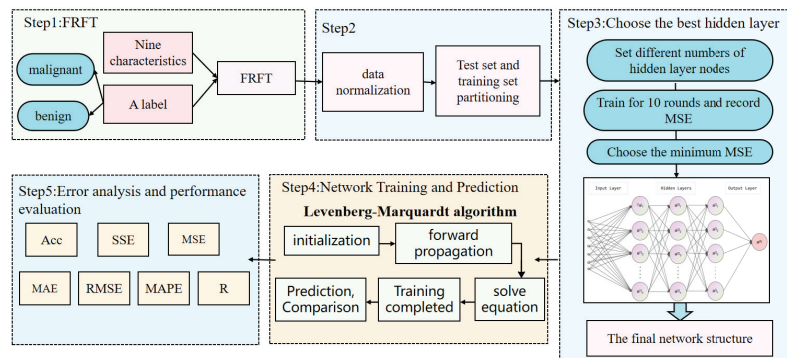 Step1:FRFT
Nine
characteristics
malignant
benign
A label
FRFT
Step2
data
normalization
Test set and
training set
partitioning
Step3:Choose the best hidden layer
Set different numbers of
hidden layer nodes
Train for 10 rounds and record
MSE
Choose the minimum MSE
Input Layer
Hidden Layers
Output Layer
The final network structure
Step4:Network Training and Prediction
Levenberg-Marquardt algorithm
initialization
forward
propagation
solve
equation
Training
completed
Prediction,
Comparison
Step5:Error analysis and performance
evaluation
Acc
SSE
MSE
MAE
RMSE
MAPE
R